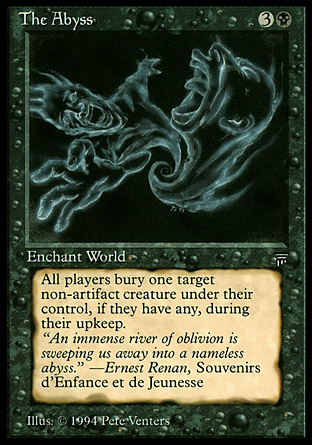 The Abyss 3
Enchant World
All players bury one target
non-artifact creature under their
control, if they have any, during
their upkeep.
“An immense river of oblivion is
sweeping us away into a nameless
abyss.” —Ernest Renan, Souvenirs
d'Enfance et de Jeunesse
Illus: © 1994 Pete Venters